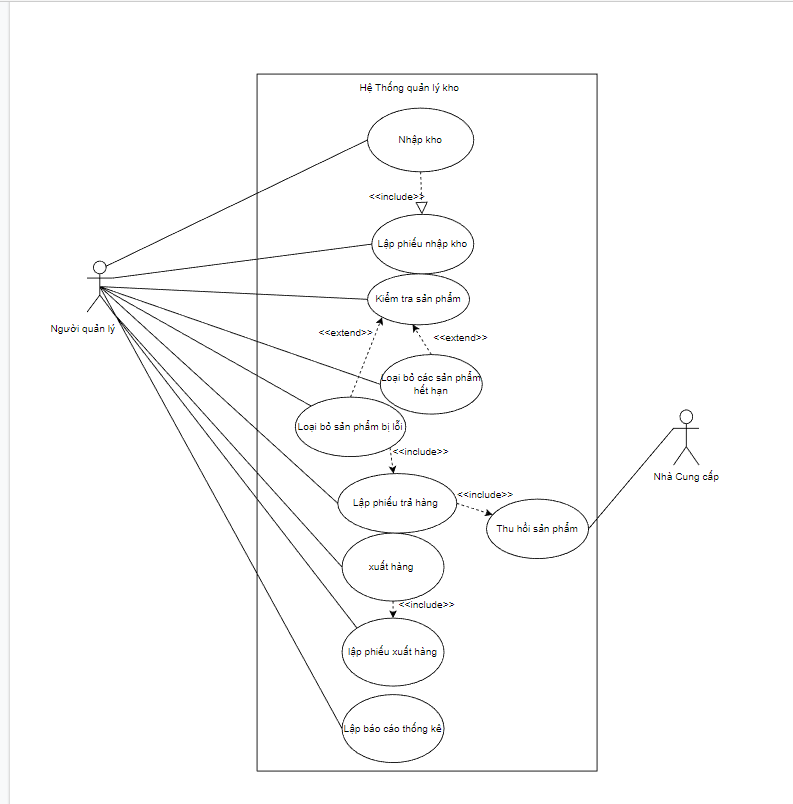 Hệ Thống quản lý kho
Nhập kho
<<include>>
Lập phiếu nhập kho
Kiểm tra sản phẩm
<<extend>>
<<extend>>
Người quản lý
Loại bỏ các sản phẩm
hết hạn
Loại bỏ sản phẩm bị lỗi
<<include>>
Nhà Cung cấp
Lập phiếu trả hàng
<<include>>
Thu hồi sản phẩm
xuất hàng
<<include>>
lập phiếu xuất hàng
Lập báo cáo thống kê